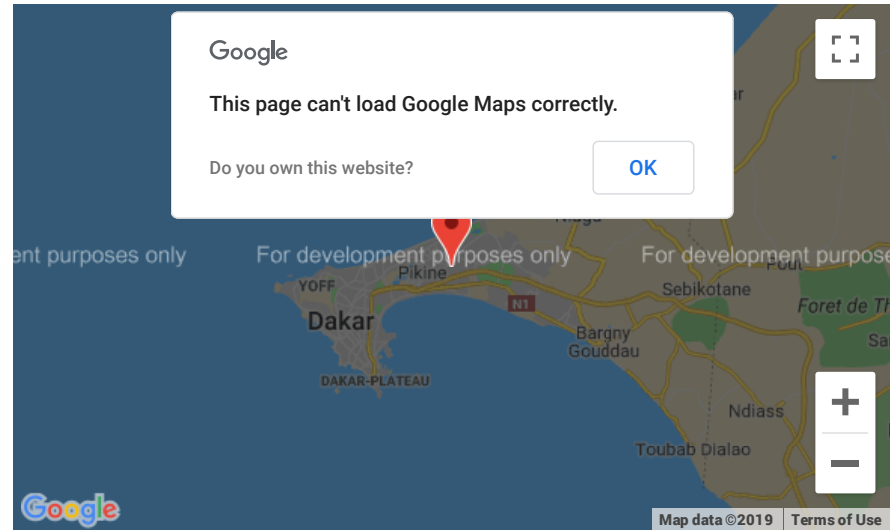 Google
This page can't load Google Maps correctly.
Do you own this website?
OK
ent purposes only
For development purposes only
For development purpose
Pout
Pikine
YOFF
Sebikotane
N1
Foret de Th
Dakar
Bargny
Gouddau
DAKAR-PLATEAU
Ndiass
Toubab Dialao
Google
Map data ©2019
Terms of Use